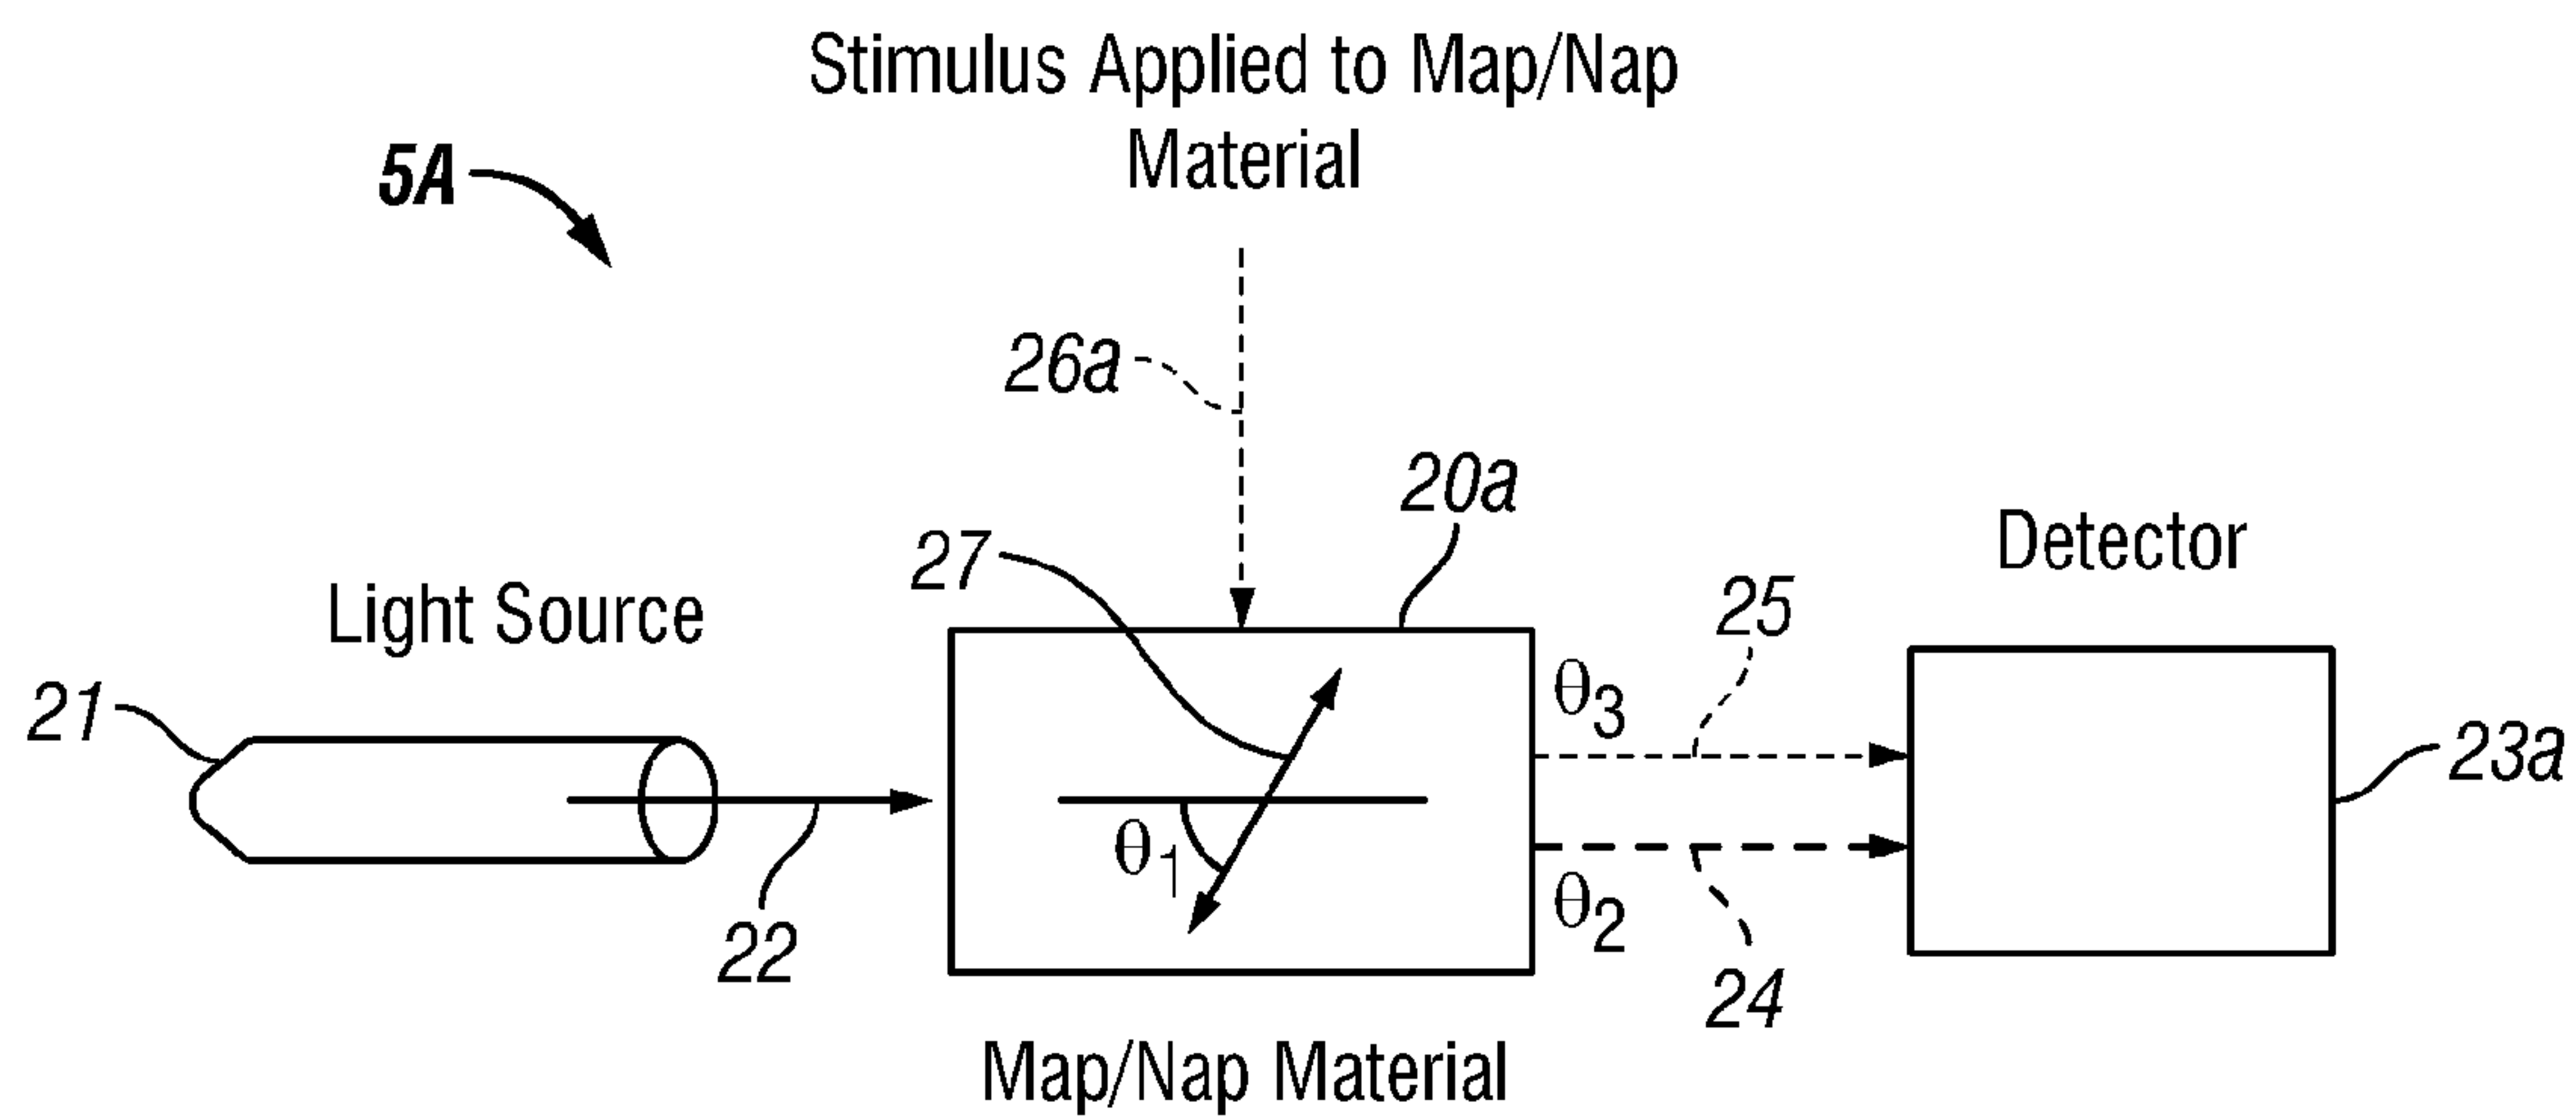 Stimulus Applied to Map/Nap
Material
5A
26a
20a
27
Detector
Light Source
25
θ3
21
23a
θ1
θ2
22
24
Map/Nap Material